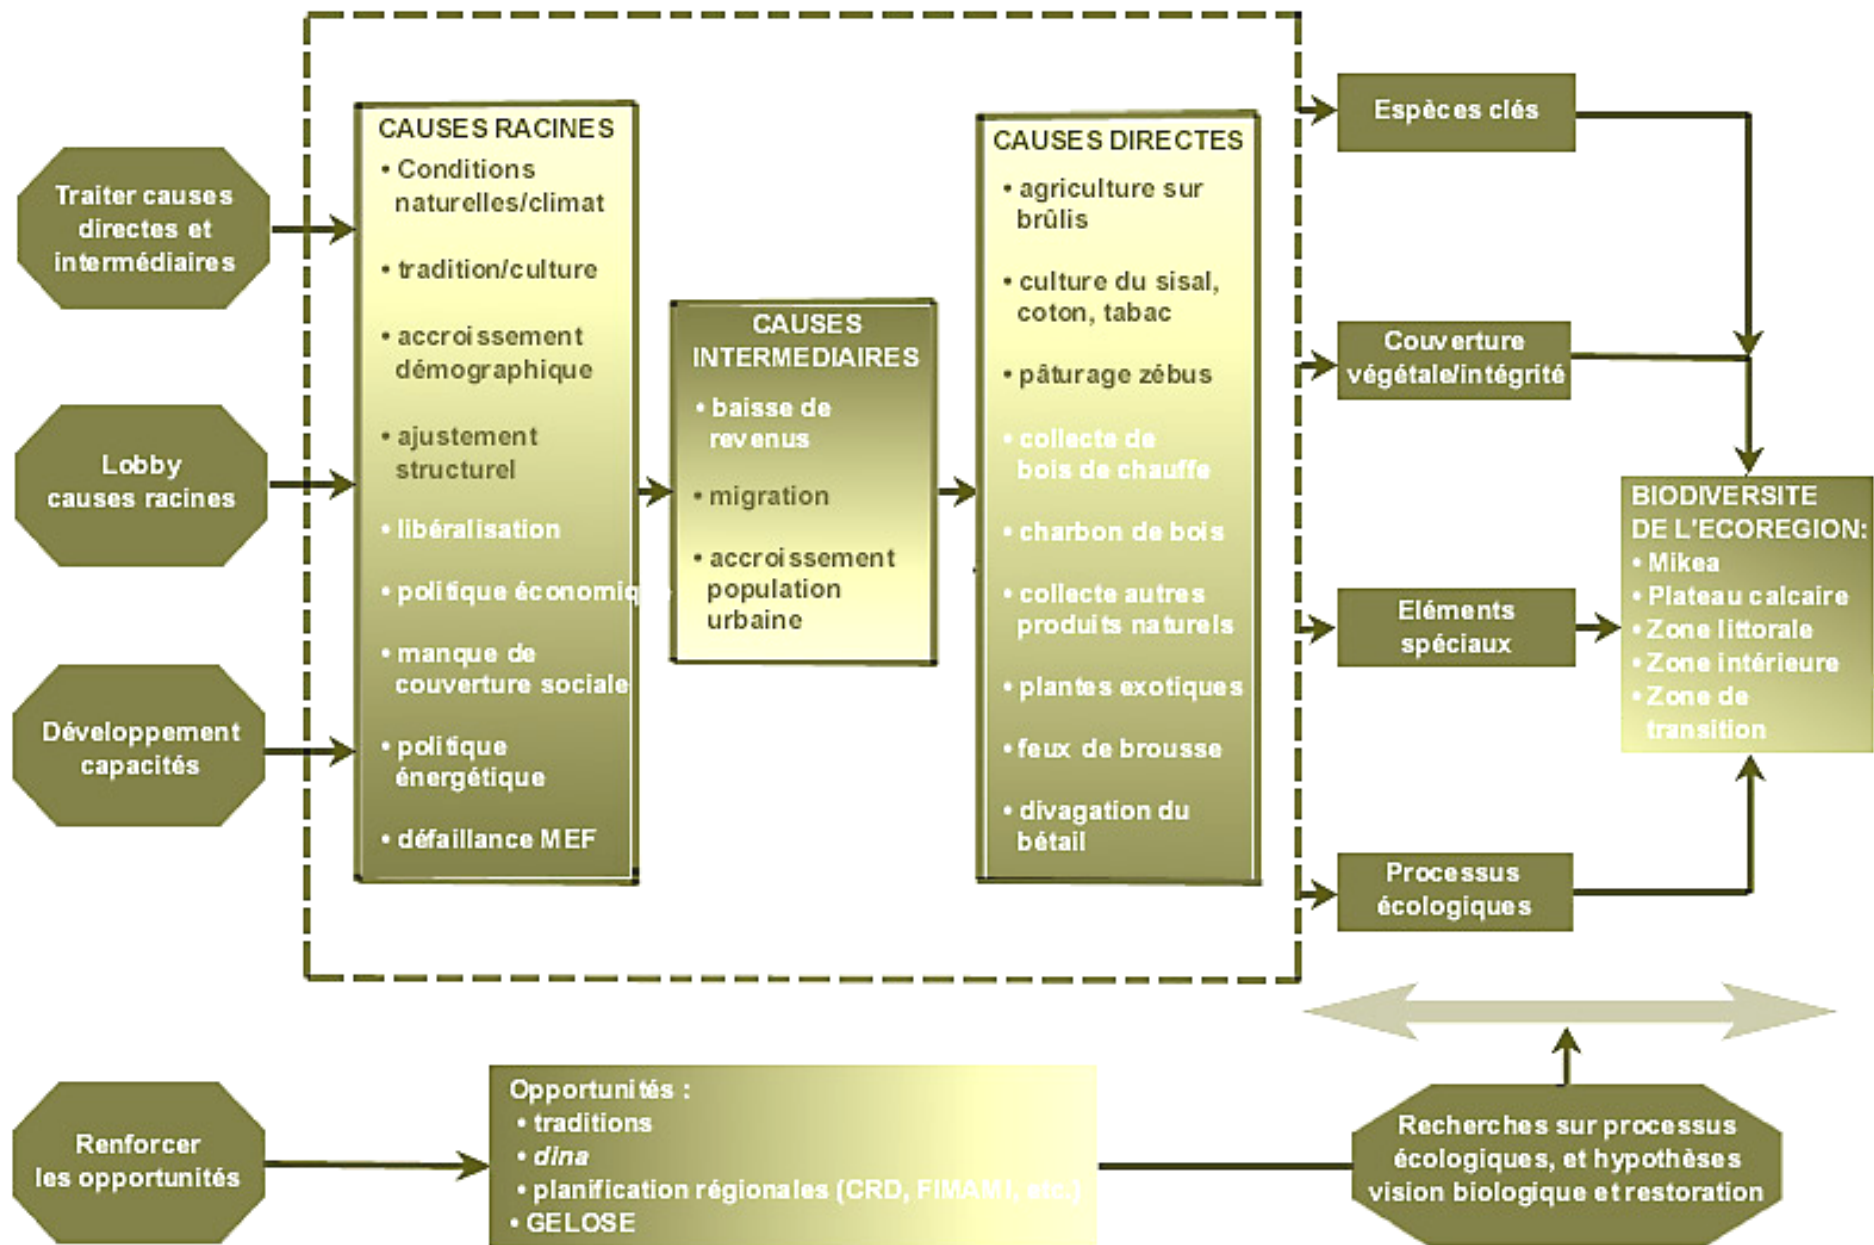 Traiter causes
directes et
intermédiaires
Lobby
causes racines
Développement
capacités
CAUSES RACINES
• Conditions
naturelles/climat
• tradition/culture
• accroissement
démographique
• ajustement
structurel
• libéralisation
• politique économique
• manque de
couverture sociale
• politique
énergétique
• défaillance MEF
CAUSES
INTERMEDIAIRES
• baisse de
revenus
• migration
• accroissement
population
urbaine
CAUSES DIRECTES
• agriculture sur
brûlis
• culture du sisal,
coton, tabac
• pâturage zébus
• collecte de
bois de chauffe
• charbon de bois
• collecte autres
produits naturels
• plantes exotiques
• feux de brousse
• divagation du
bétail
Espèces clés
Couverture
végétale/intégrité
Eléments
spéciaux
Processus
écologiques
BIODIVERSITE
DE L'ECOREGION:
• Mikea
• Plateau calcaire
• Zone littorale
• Zone intérieure
• Zone de
transition
Renforcer
les opportunités
Opportunités :
• traditions
• dina
• planification régionales (CRD, FIMAMI, etc.)
• GELOSE
Recherches sur processus
écologiques, et hypothèses
vision biologique et restoration